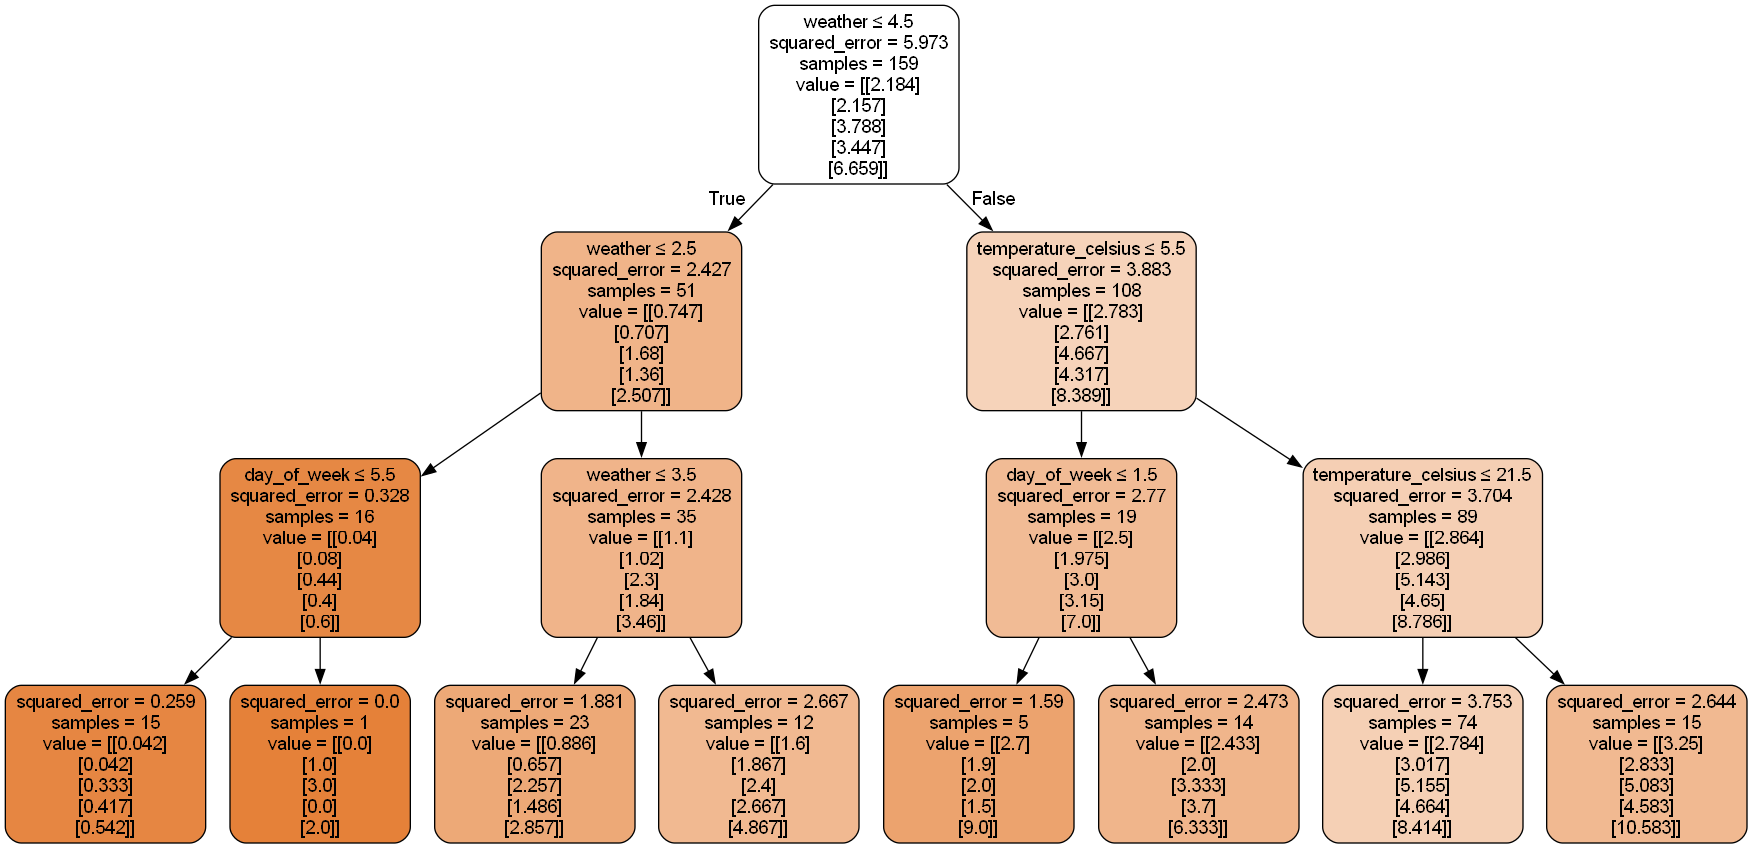 weather ≤ 4.5
squared_error = 5.973
samples = 159
value = [[2.184]
[2.157]
[3.788]
[3.447]
[6.659]]
True
False
weather ≤ 2.5
squared_error = 2.427
samples = 51
value = [[0.747]
[0.707]
[1.68]
[1.36]
[2.507]]
temperature_celsius ≤ 5.5
squared_error = 3.883
samples = 108
value = [[2.783]
[2.761]
[4.667]
[4.317]
[8.389]]
day_of_week ≤ 5.5
squared_error = 0.328
samples = 16
value = [[0.04]
[0.08]
[0.44]
[0.4]
[0.6]]
weather ≤ 3.5
squared_error = 2.428
samples = 35
value = [[1.1]
[1.02]
[2.3]
[1.84]
[3.46]]
day_of_week ≤ 1.5
squared_error = 2.77
samples = 19
value = [[2.5]
[1.975]
[3.0]
[3.15]
[7.0]]
temperature_celsius ≤ 21.5
squared_error = 3.704
samples = 89
value = [[2.864]
[2.986]
[5.143]
[4.65]
[8.786]]
squared_error = 0.259
samples = 15
value = [[0.042]
[0.042]
[0.333]
[0.417]
[0.542]]
squared_error = 0.0
samples = 1
value = [[0.0]
[1.0]
[3.0]
[0.0]
[2.0]]
squared_error = 1.881
samples = 23
value = [[0.886]
[0.657]
[2.257]
[1.486]
[2.857]]
squared_error = 2.667
samples = 12
value = [[1.6]
[1.867]
[2.4]
[2.667]
[4.867]]
squared_error = 1.59
samples = 5
value = [[2.7]
[1.9]
[2.0]
[1.5]
[9.0]]
squared_error = 2.473
samples = 14
value = [[2.433]
[2.0]
[3.333]
[3.7]
[6.333]]
squared_error = 3.753
samples = 74
value = [[2.784]
[3.017]
[5.155]
[4.664]
[8.414]]
squared_error = 2.644
samples = 15
value = [[3.25]
[2.833]
[5.083]
[4.583]
[10.583]]